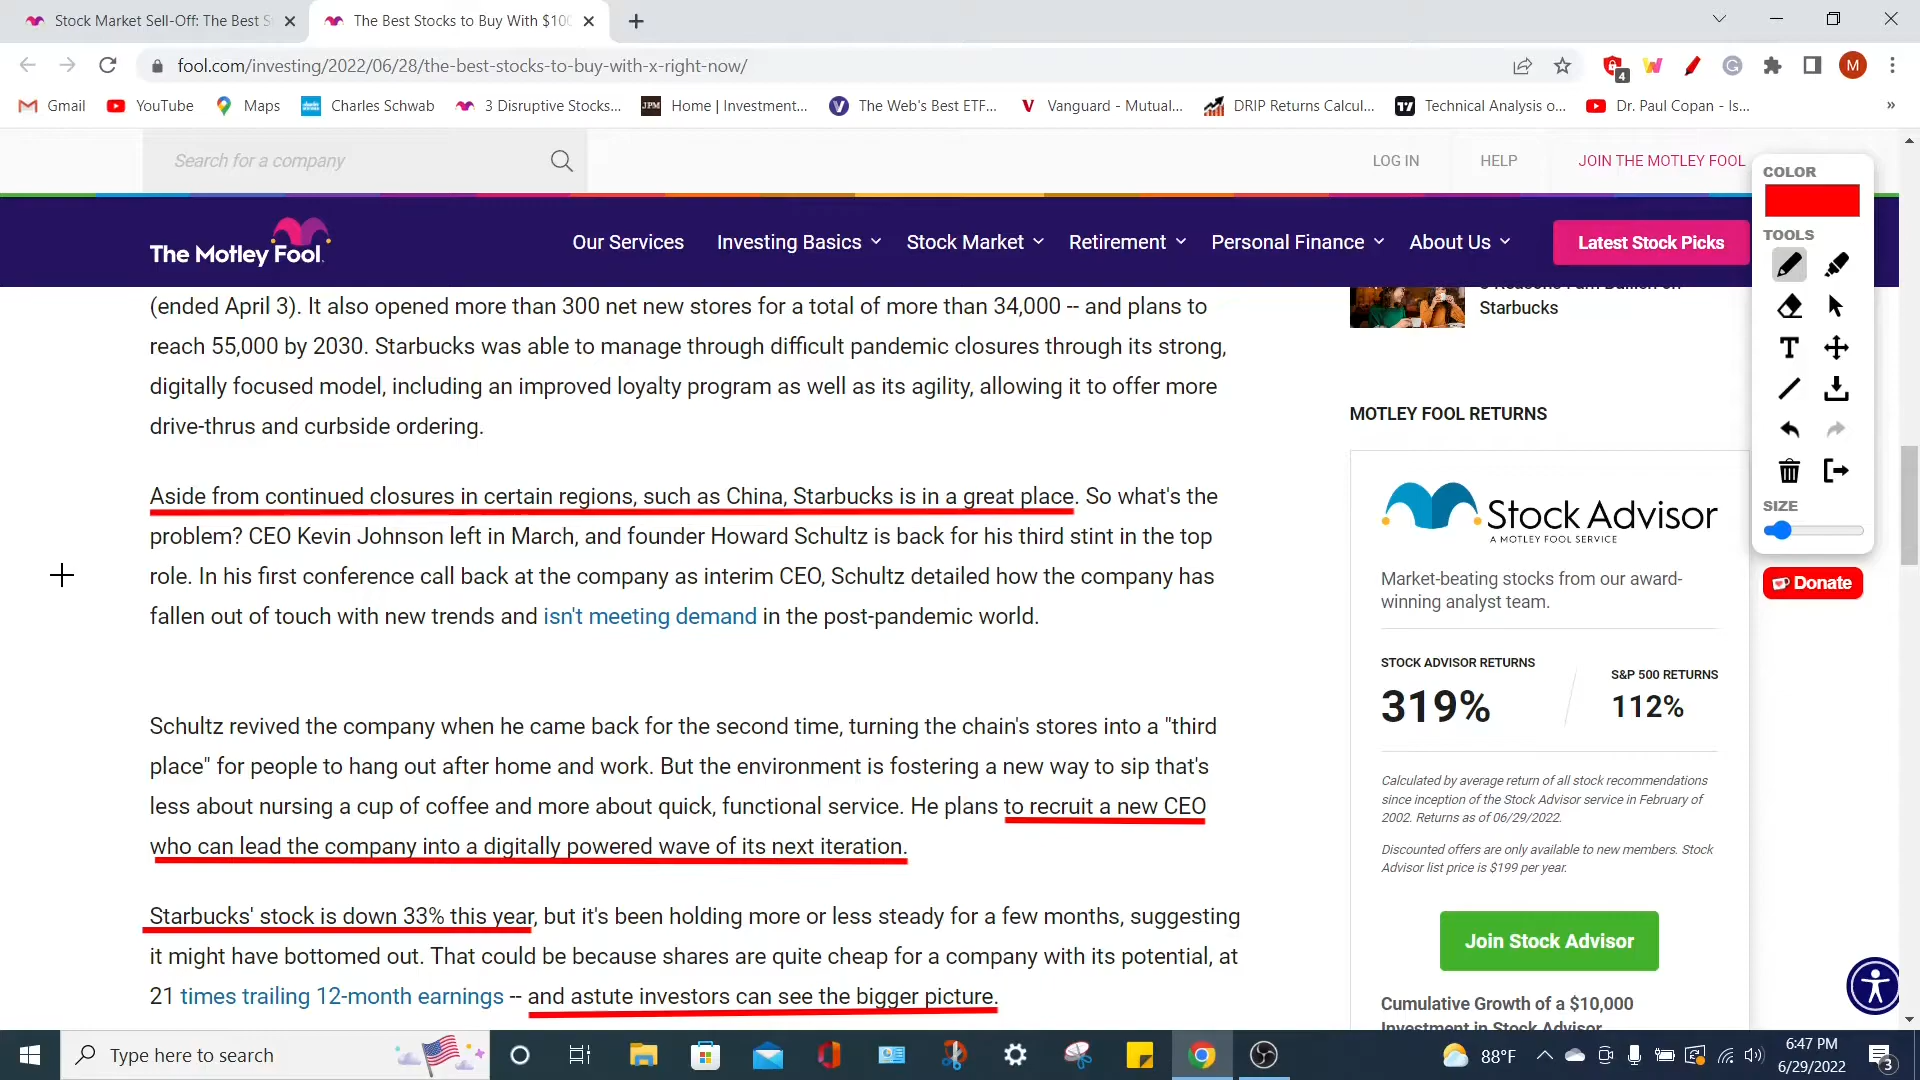 Stock Market Sell-Off: The Best S
The Best Stocks to Buy With $100
fool.com/investing/2022/06/28/the-best-stocks-to-buy-with-x-right-now/
4
M
Gmail
YouTube
Maps
Charles Schwab
3 Disruptive Stocks...
JPM
Home | Investment...
The Web's Best ETF...
Vanguard - Mutual...
DRIP Returns Calcul...
Technical Analysis o...
Dr. Paul Copan - Is...
»
Search for a company
LOG IN
HELP
JOIN THE MOTLEY FOOL
The Motley Fool
Our Services
Investing Basics
Stock Market
Retirement
Personal Finance
About Us
Latest Stock Picks
(ended April 3). It also opened more than 300 net new stores for a total of more than 34,000 -- and plans to
reach 55,000 by 2030. Starbucks was able to manage through difficult pandemic closures through its strong,
digitally focused model, including an improved loyalty program as well as its agility, allowing it to offer more
drive-thrus and curbside ordering.
Aside from continued closures in certain regions, such as China, Starbucks is in a great place. So what's the
problem? CEO Kevin Johnson left in March, and founder Howard Schultz is back for his third stint in the top
role. In his first conference call back at the company as interim CEO, Schultz detailed how the company has
fallen out of touch with new trends and isn't meeting demand in the post-pandemic world.
Schultz revived the company when he came back for the second time, turning the chain's stores into a "third
place" for people to hang out after home and work. But the environment is fostering a new way to sip that's
less about nursing a cup of coffee and more about quick, functional service. He plans to recruit a new CEO
who can lead the company into a digitally powered wave of its next iteration.
Starbucks' stock is down 33% this year, but it's been holding more or less steady for a few months, suggesting
it might have bottomed out. That could be because shares are quite cheap for a company with its potential, at
21 times trailing 12-month earnings -- and astute investors can see the bigger picture.
Starbucks
MOTLEY FOOL RETURNS
Stock Advisor
A MOTLEY FOOL SERVICE
Market-beating stocks from our award-
winning analyst team.
STOCK ADVISOR RETURNS
319%
S&P 500 RETURNS
112%
Calculated by average return of all stock recommendations
since inception of the Stock Advisor service in February of
2002. Returns as of 06/29/2022.
Discounted offers are only available to new members. Stock
Advisor list price is $199 per year.
Join Stock Advisor
Cumulative Growth of a $10,000
Investment in Stock Advisor
COLOR
TOOLS
T
SIZE
Donate
Type here to search
88°F
6:47 PM
6/29/2022
3